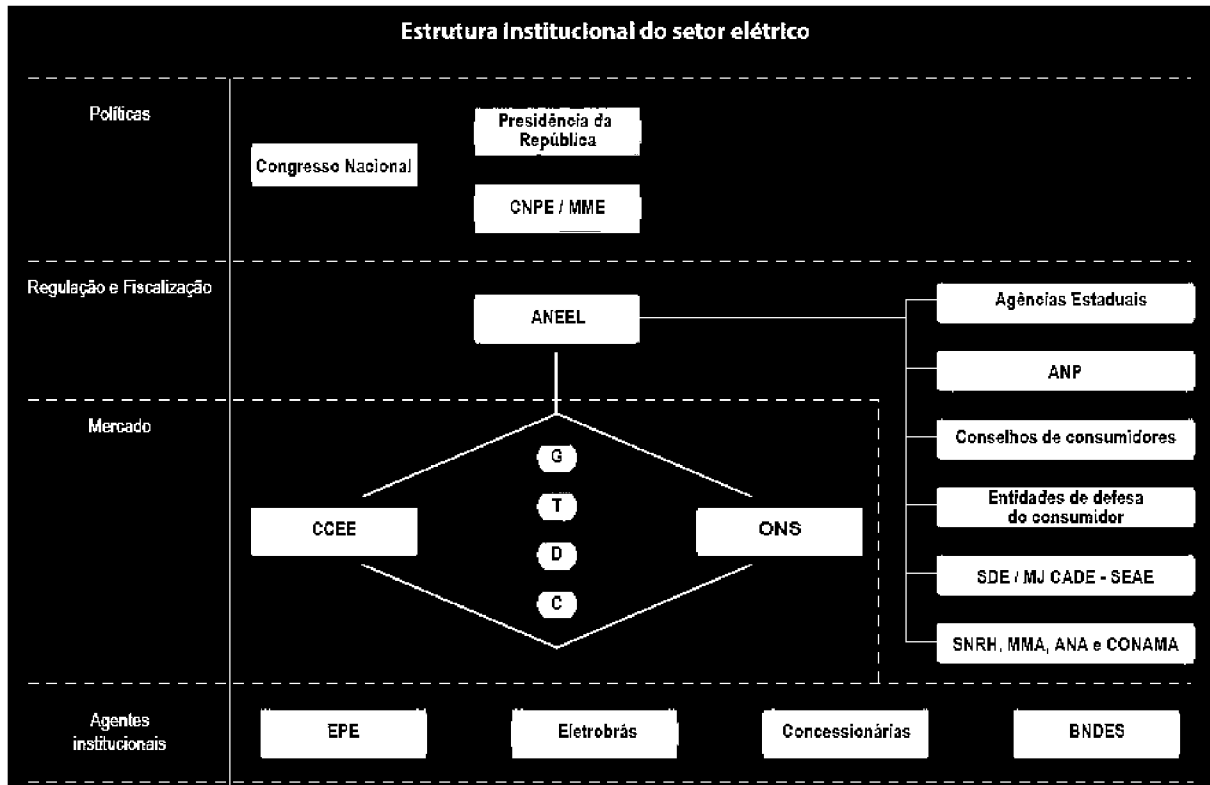 Estrutura institucional do setor elétrico
Políticas
Congresso Nacional
Presidência da
República
CNPE / MME
Regulação e Fiscalização
ANEEL
Agências Estaduais
ANP
Conselhos de consumidores
Entidades de defesa
do consumidor
SDE / MJ CADE - SEAE
SNRH, MMA, ANA e CONAMA
Mercado
G
T
D
C
CCEE
ONS
Agentes
institucionais
EPE
Eletrobrás
Concessionárias
BNDES